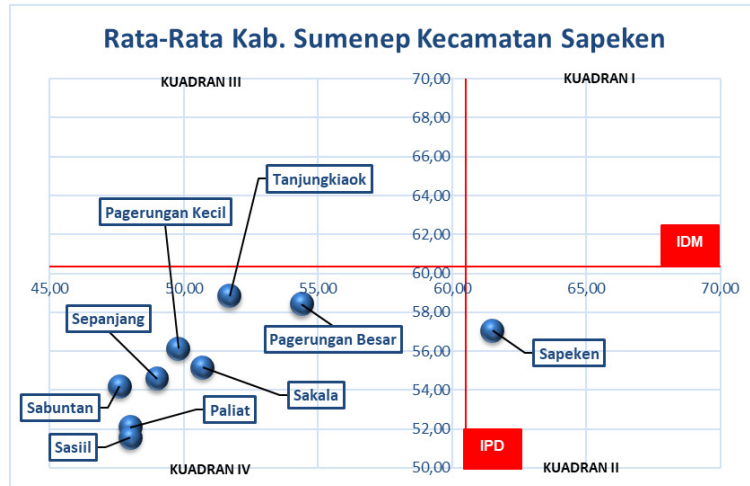 Rata-Rata Kab. Sumenep Kecamatan Sapeken
KUADRAN III
70,00
KUADRAN I
68,00
66,00
Tanjungkiaok
64,00
Pagerungan Kecil
62,00
IDM
60,00
45,00
50,00
55,00
60,00
65,00
70,00
58,00
Sepanjang
Pagerungan Besar
Sapeken
56,00
Sabuntan
Paliat
Sakala
54,00
Sasiil
52,00
IPD
KUADRAN IV
50,00
KUADRAN II